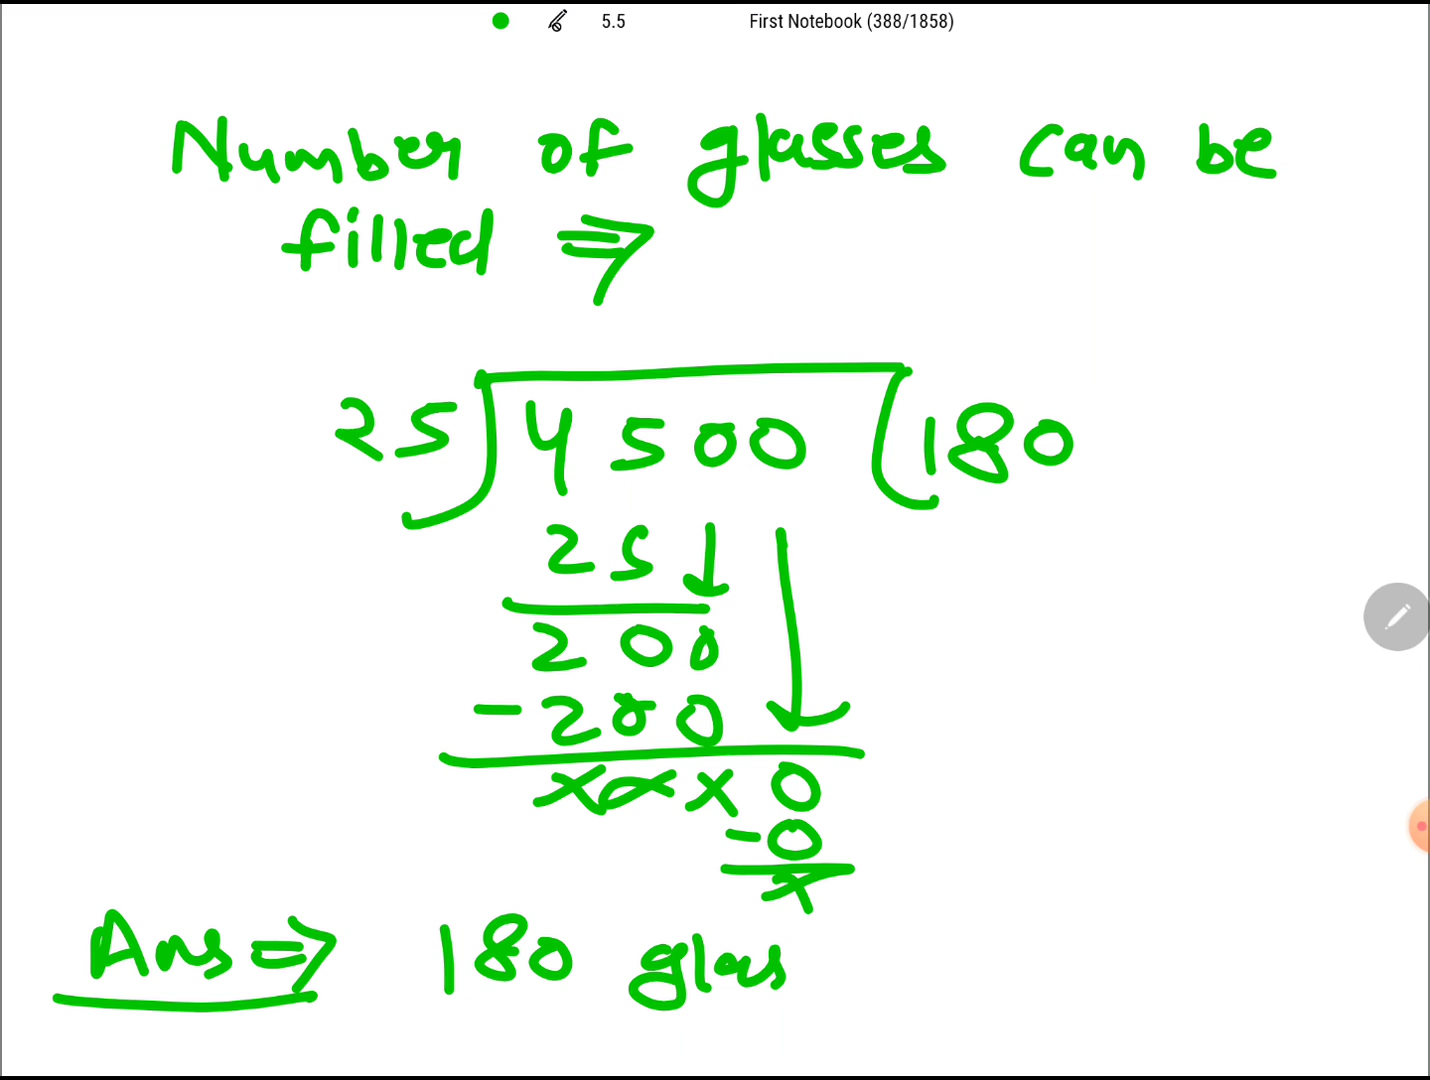 5.5 First Notebook (388/1858)
Number of glasses can be
filled ⇒
25) 4500 (180
25↓
200
-200
xxx0
-0
x
Ans ⇒ 180 glas